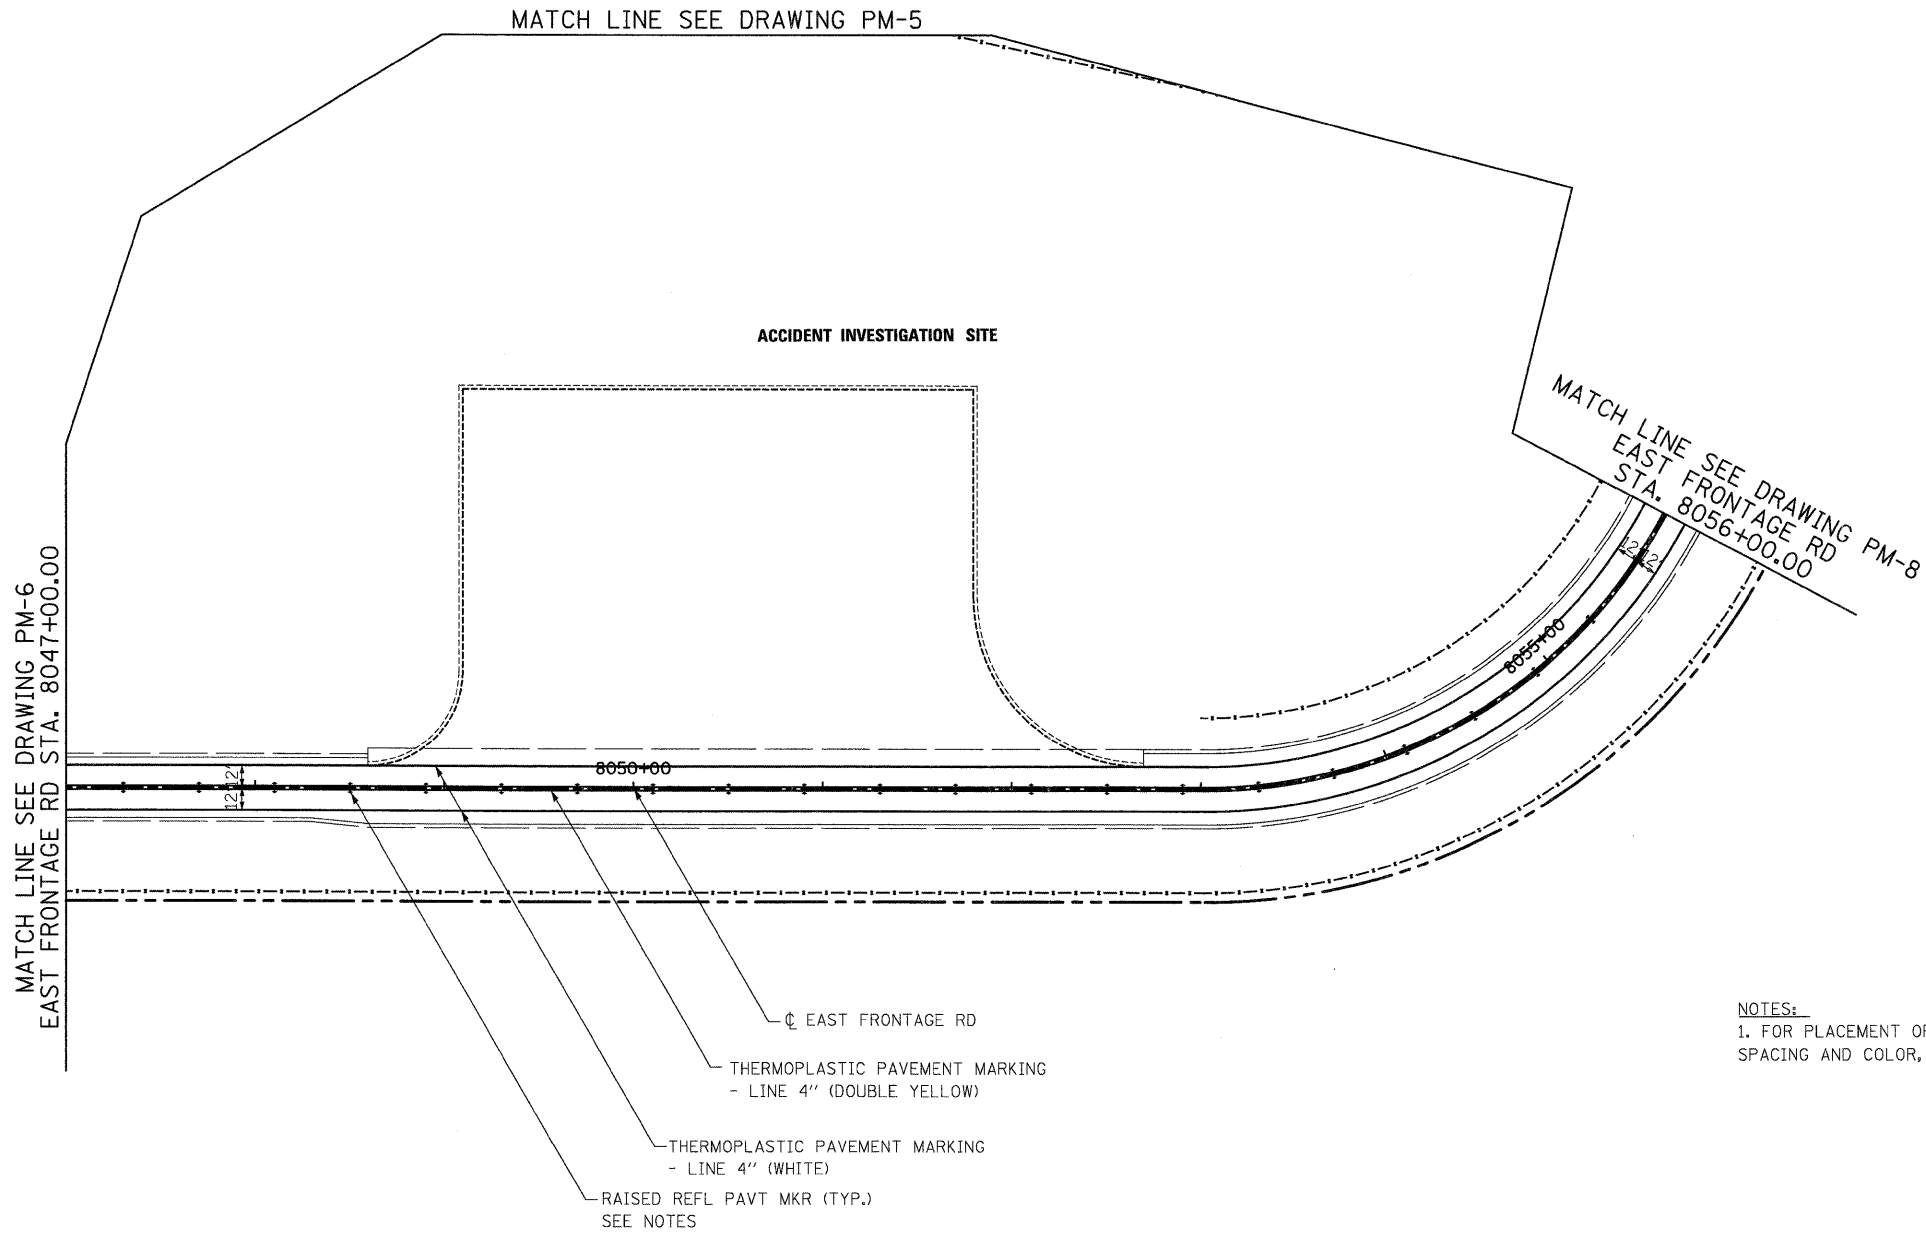 MATCH LINE SEE DRAWING PM-5
ACCIDENT INVESTIGATION SITE
MATCH LINE SEE DRAWING PM-8
EAST FRONTAGE RD
STA. 8056+00.00
MATCH LINE SEE DRAWING PM-6
EAST FRONTAGE RD STA. 8047+00.00
12'
12'
8050+00
8055+00
12'
12'
℄ EAST FRONTAGE RD
THERMOPLASTIC PAVEMENT MARKING
- LINE 4" (DOUBLE YELLOW)
THERMOPLASTIC PAVEMENT MARKING
- LINE 4" (WHITE)
RAISED REFL PAVT MKR (TYP.)
SEE NOTES
NOTES:
1. FOR PLACEMENT OF
SPACING AND COLOR,